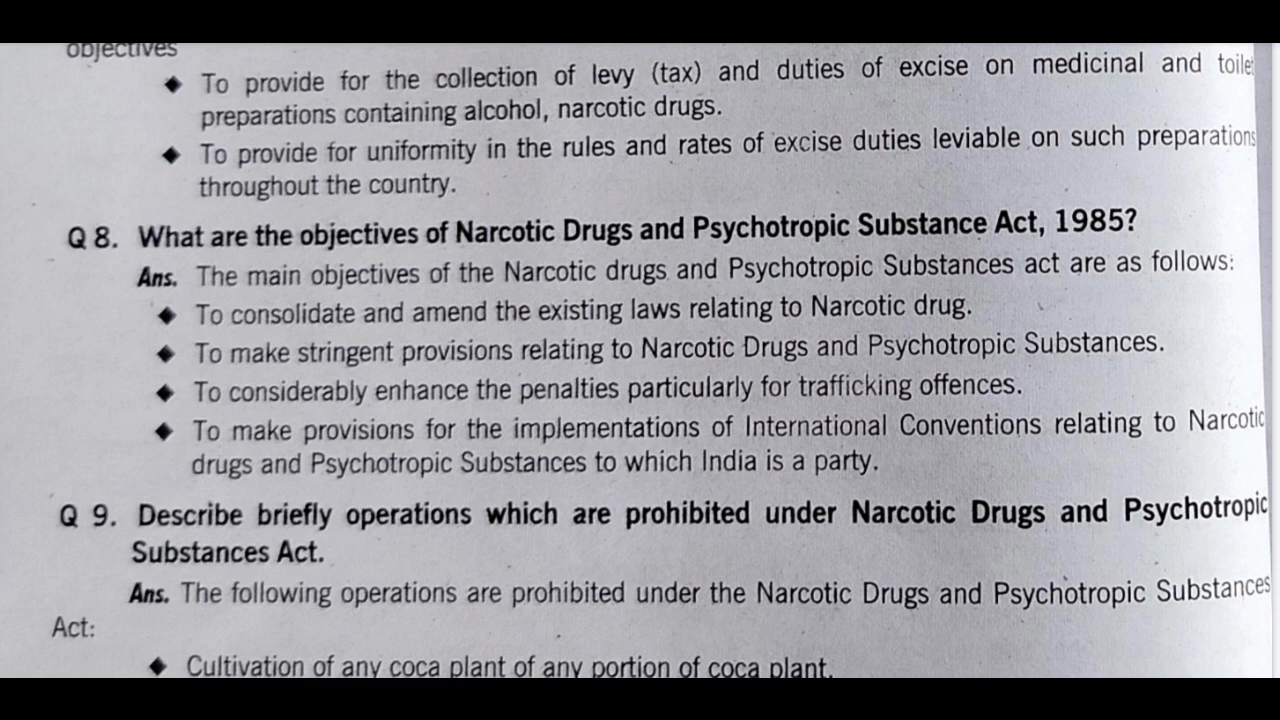 objectives
◆ To provide for the collection of levy (tax) and duties of excise on medicinal and toilet
preparations containing alcohol, narcotic drugs.
◆ To provide for uniformity in the rules and rates of excise duties leviable on such preparations
throughout the country.
Q 8. What are the objectives of Narcotic Drugs and Psychotropic Substance Act, 1985?
Ans. The main objectives of the Narcotic drugs and Psychotropic Substances act are as follows:
◆ To consolidate and amend the existing laws relating to Narcotic drug.
◆ To make stringent provisions relating to Narcotic Drugs and Psychotropic Substances.
◆ To considerably enhance the penalties particularly for trafficking offences.
◆ To make provisions for the implementations of International Conventions relating to Narcotic
drugs and Psychotropic Substances to which India is a party.
Q 9. Describe briefly operations which are prohibited under Narcotic Drugs and Psychotropic
Substances Act.
Ans. The following operations are prohibited under the Narcotic Drugs and Psychotropic Substances
Act:
◆ Cultivation of any coca plant of any portion of coca plant.